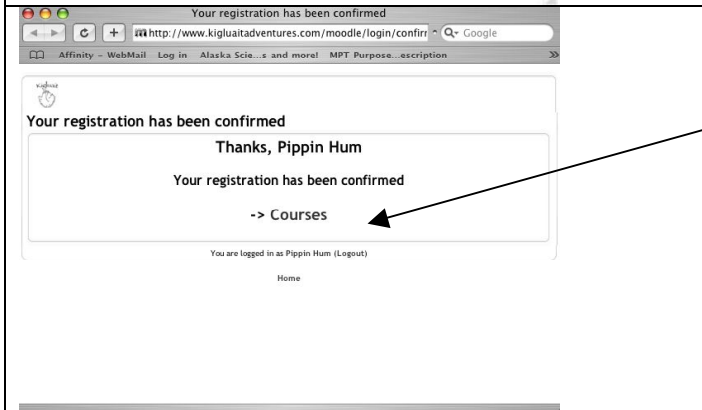 Your registration has been confirmed
http://www.kigluaitadventures.com/moodle/login/confirr Google
Affinity – WebMail Log in Alaska Scie...s and more! MPT Purpose...escription
Kigluait
Your registration has been confirmed
Thanks, Pippin Hum
Your registration has been confirmed
-> Courses
You are logged in as Pippin Hum (Logout)
Home